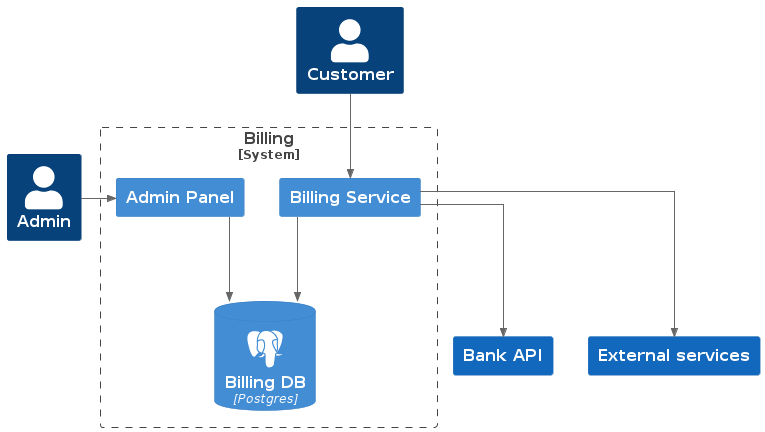 Customer
Billing
[System]
Admin
Admin Panel
Billing Service
Bank API
External services
Billing DB
[Postgres]